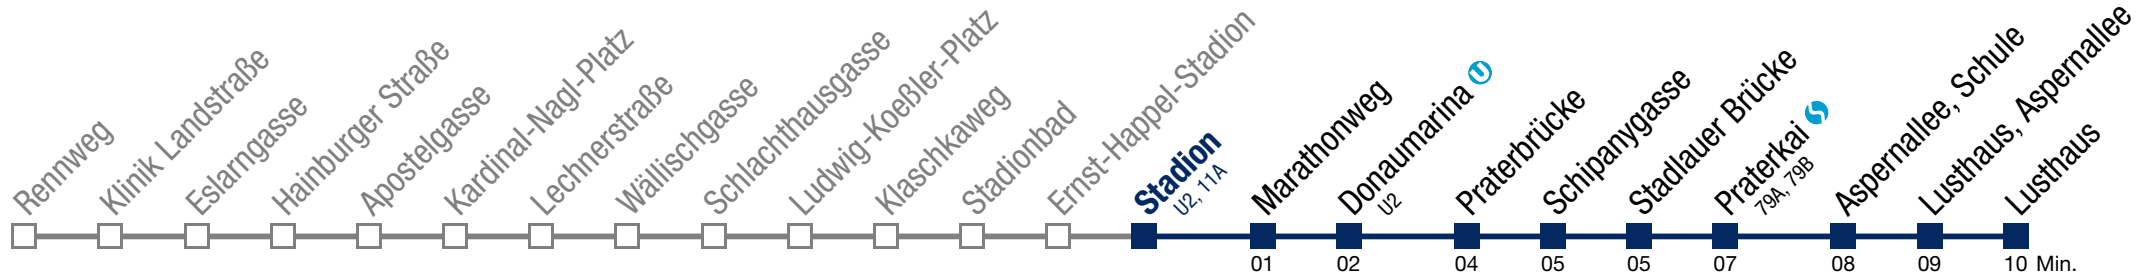 Rennweg
Klinik Landstraße
Eslarngasse
Hainburger Straße
Apostelgasse
Kardinal-Nagl-Platz
Lechnerstraße
Wällischgasse
Schlachthausgasse
Ludwig-Koeßler-Platz
Klaschkaweg
Stadionbad
Ernst-Happel-Stadion
Stadion
U2, 11A
Marathonweg
Donaumarina U
U2
Praterbrücke
Schipanygasse
Stadlauer Brücke
Praterkai S
79A, 79B
Aspernallee, Schule
Lusthaus, Aspernallee
Lusthaus
01 02 04 05 05 07 08 09 10 Min.